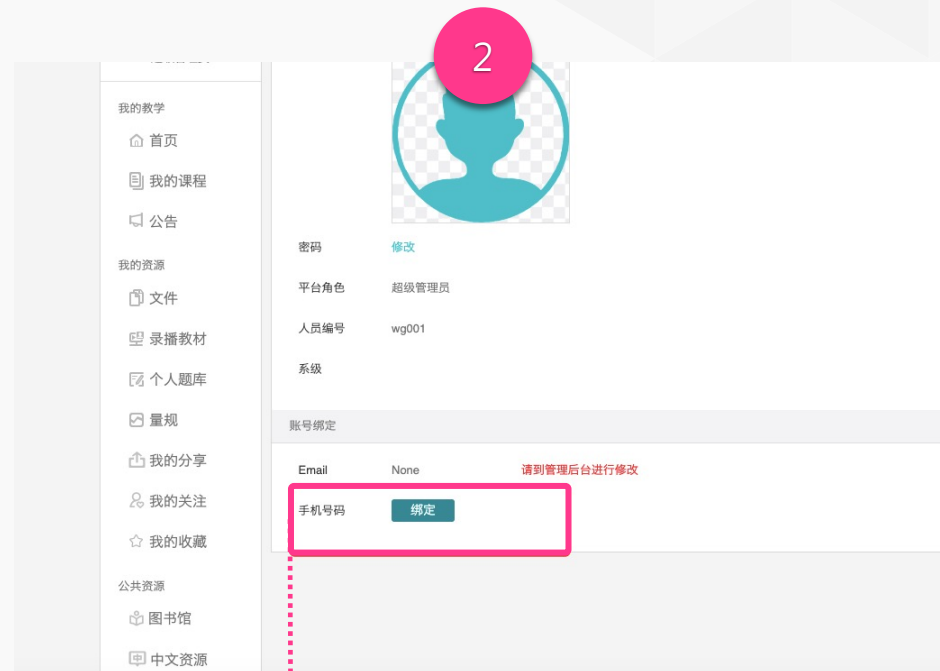 2
我的教学
首页
我的课程
公告
我的资源
文件
录播教材
个人题库
量规
我的分享
我的关注
我的收藏
公共资源
图书馆
中文资源
密码 修改
平台角色 超级管理员
人员编号 wg001
系级
账号绑定
Email None 请到管理后台进行修改
手机号码 绑定